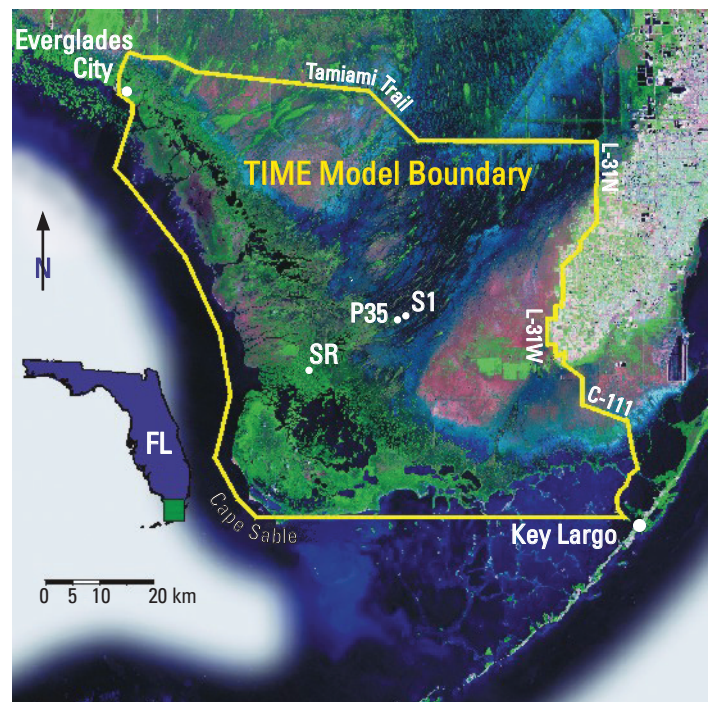 Everglades
City
Tamiami Trail
L-31N
TIME Model Boundary
N
P35
S1
L-31W
SR
C-111
FL
Cape Sable
Key Largo
0 5 10 20 km